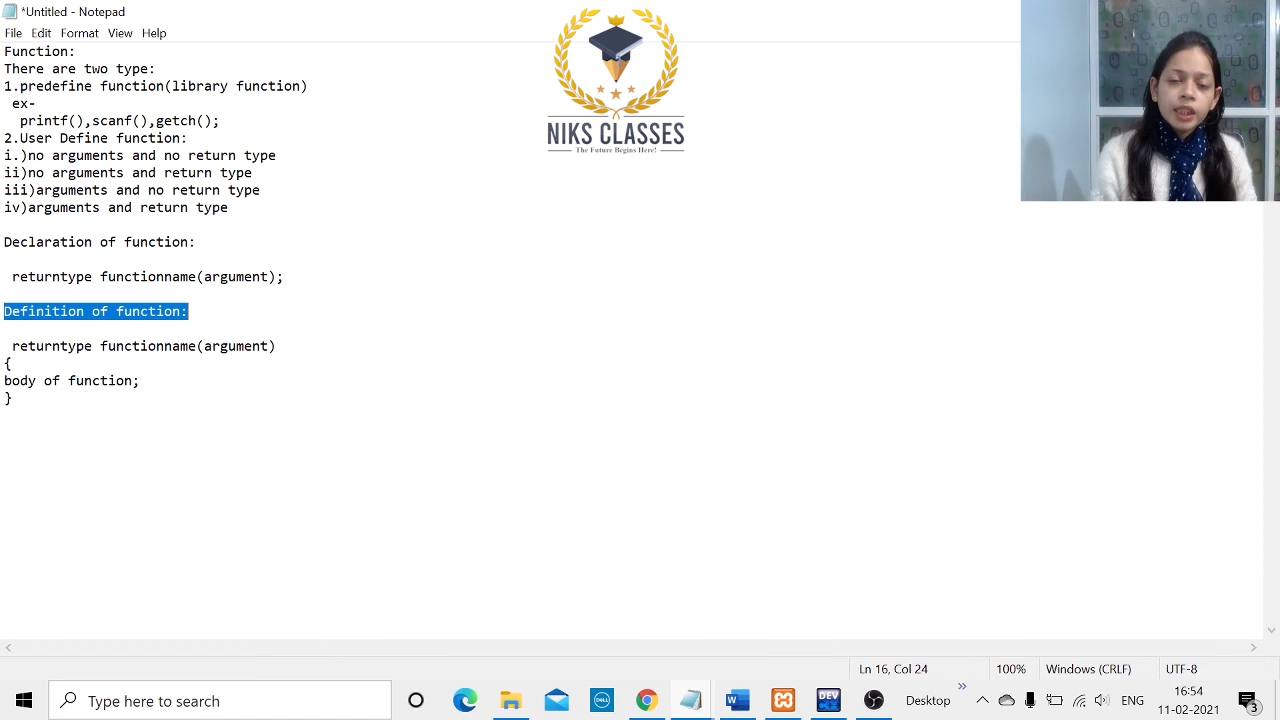 *Untitled - Notepad
File Edit Format View Help
Function:
There are two type:
1.predefine function(library function)
ex-
printf(),scanf(),getch();
2.User Define function:
i.)no arguments and no return type
ii)no arguments and return type
iii)arguments and no return type
iv)arguments and return type
Declaration of function:
returntype functionname(argument);
Definition of function:
returntype functionname(argument)
{
body of function;
}
NIKS CLASSES
The Future Begins Here!
Ln 16, Col 24 100% Windows (CRLF) UTF-8
Type here to search
DELL
W
DEV
Desktop
»
ENG
16:54
11-02-2021
3